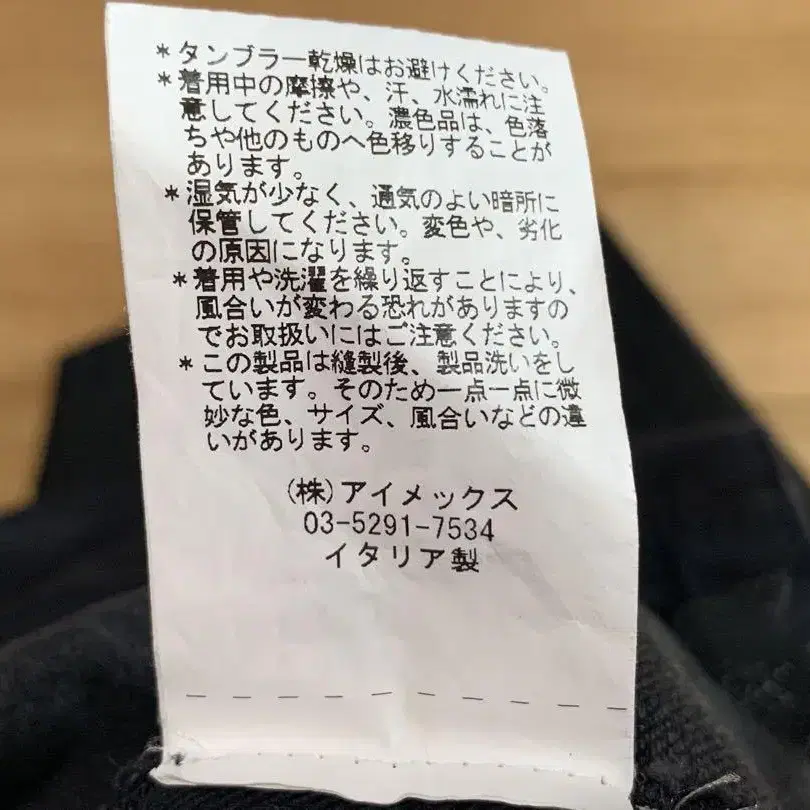 *タンブラー乾燥はお避けください。
*着用中の摩擦や、汗、水濡れに注
意してください。濃色品は、色落
ちや他のものへ色移りすることが
あります。
*湿気が少なく、通気のよい暗所に
保管してください。変色や、劣化
の原因になります。
*着用や洗濯を繰り返すことにより、
風合いが変わる恐れがありますの
でお取扱いにはご注意ください。
*この製品は縫製後、製品洗いをし
ています。そのため一点一点に微
妙な色、サイズ、風合いなどの違
いがあります。
(株)アイメックス
03-5291-7534
イタリア製